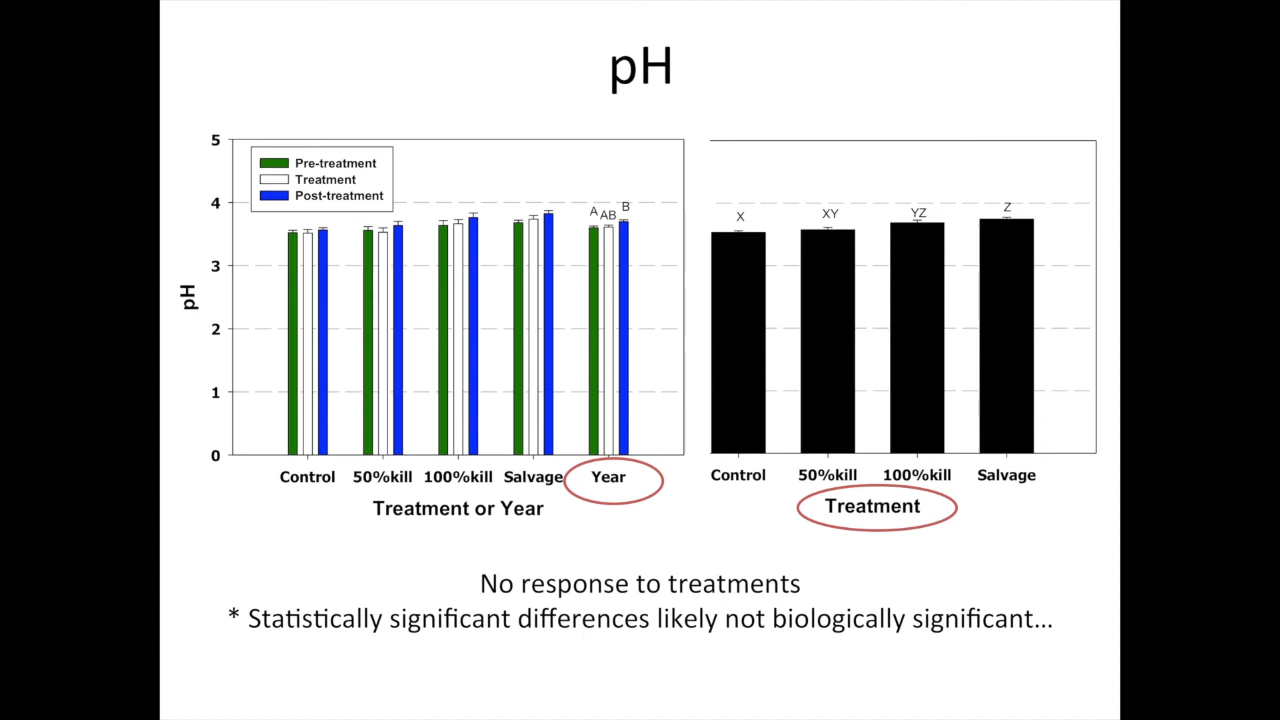 pH
5
4
3
2
1
0
pH
Pre-treatment
Treatment
Post-treatment
A AB B
Control 50%kill 100%kill Salvage Year
Treatment or Year
X XY YZ Z
Control 50%kill 100%kill Salvage
Treatment
No response to treatments
* Statistically significant differences likely not biologically significant…